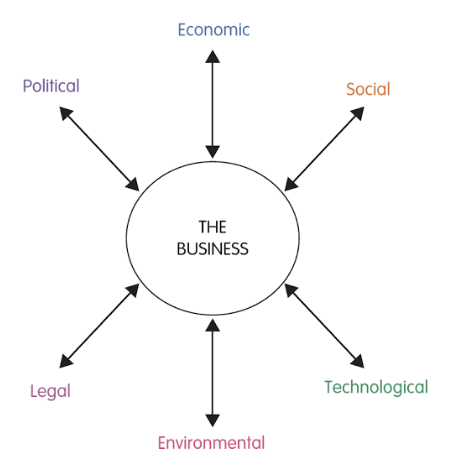 Economic
Political
Social
THE
BUSINESS
Legal
Technological
Environmental